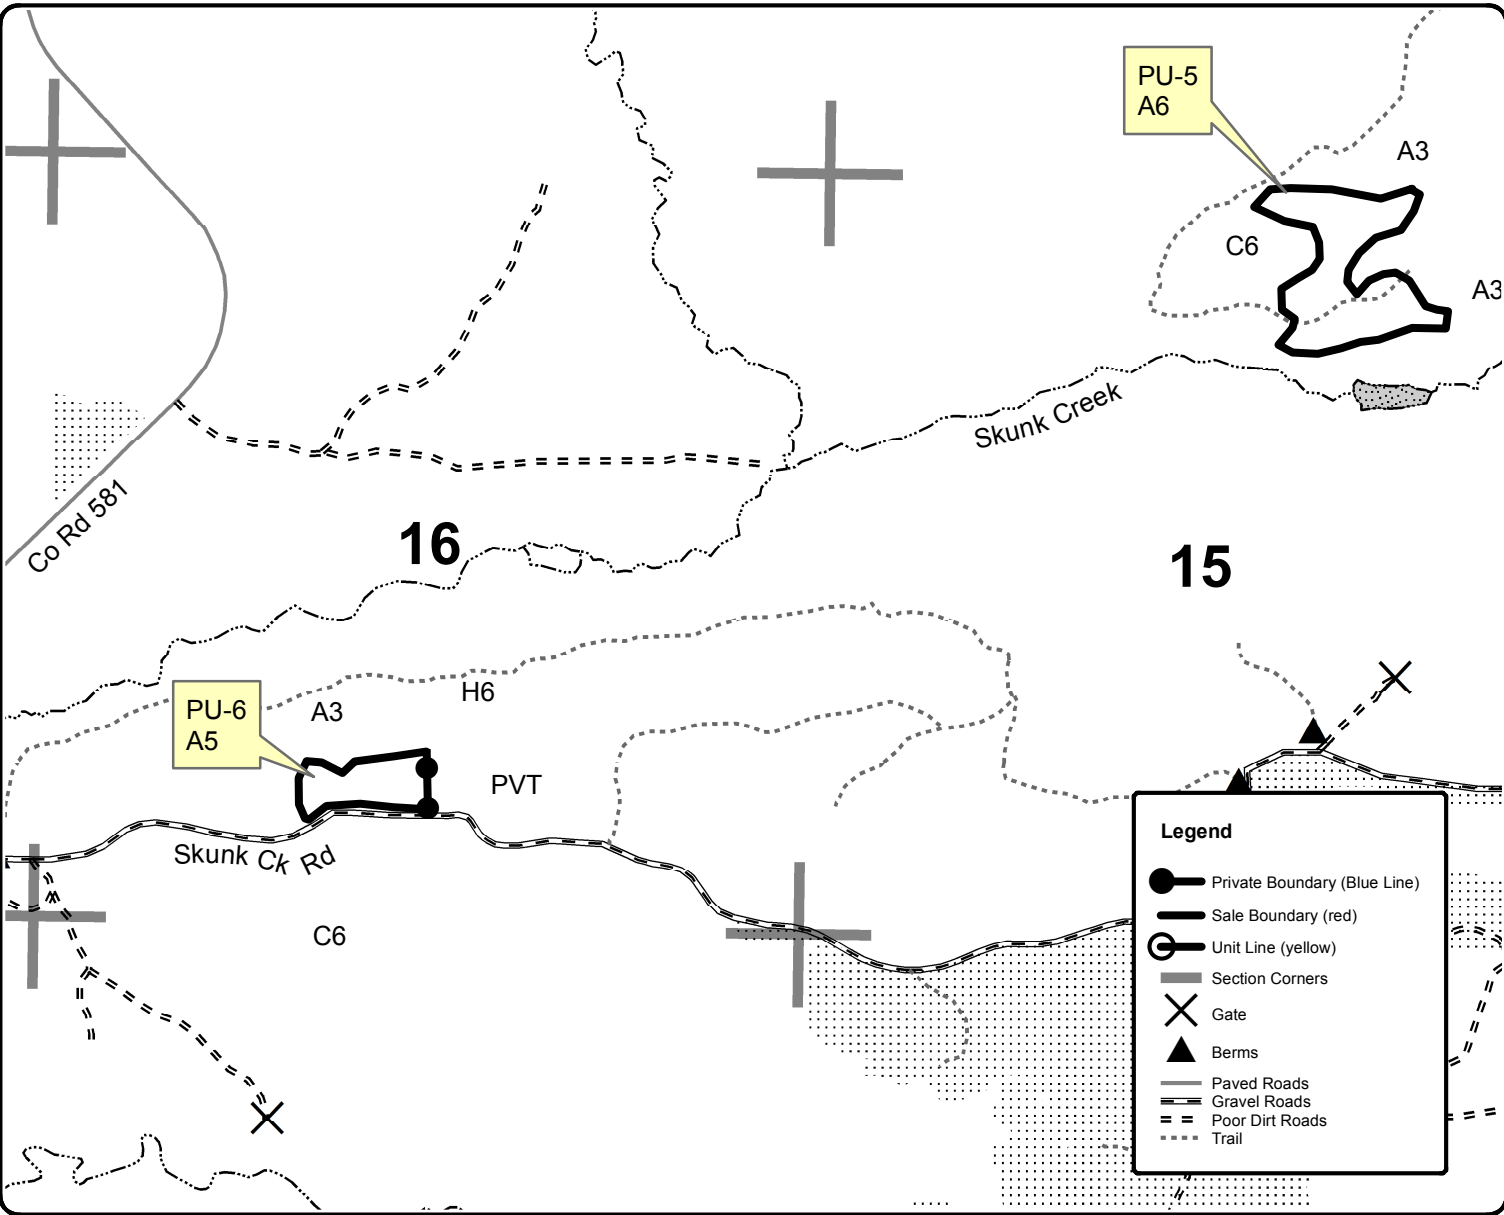 PU-5
A6
A3
C6
A3
Skunk Creek
Co Rd 581
16
15
H6
PU-6
A5
A3
PVT
Skunk Ck Rd
C6
Legend
Private Boundary (Blue Line)
Sale Boundary (red)
Unit Line (yellow)
Section Corners
Gate
Berms
Paved Roads
Gravel Roads
Poor Dirt Roads
Trail